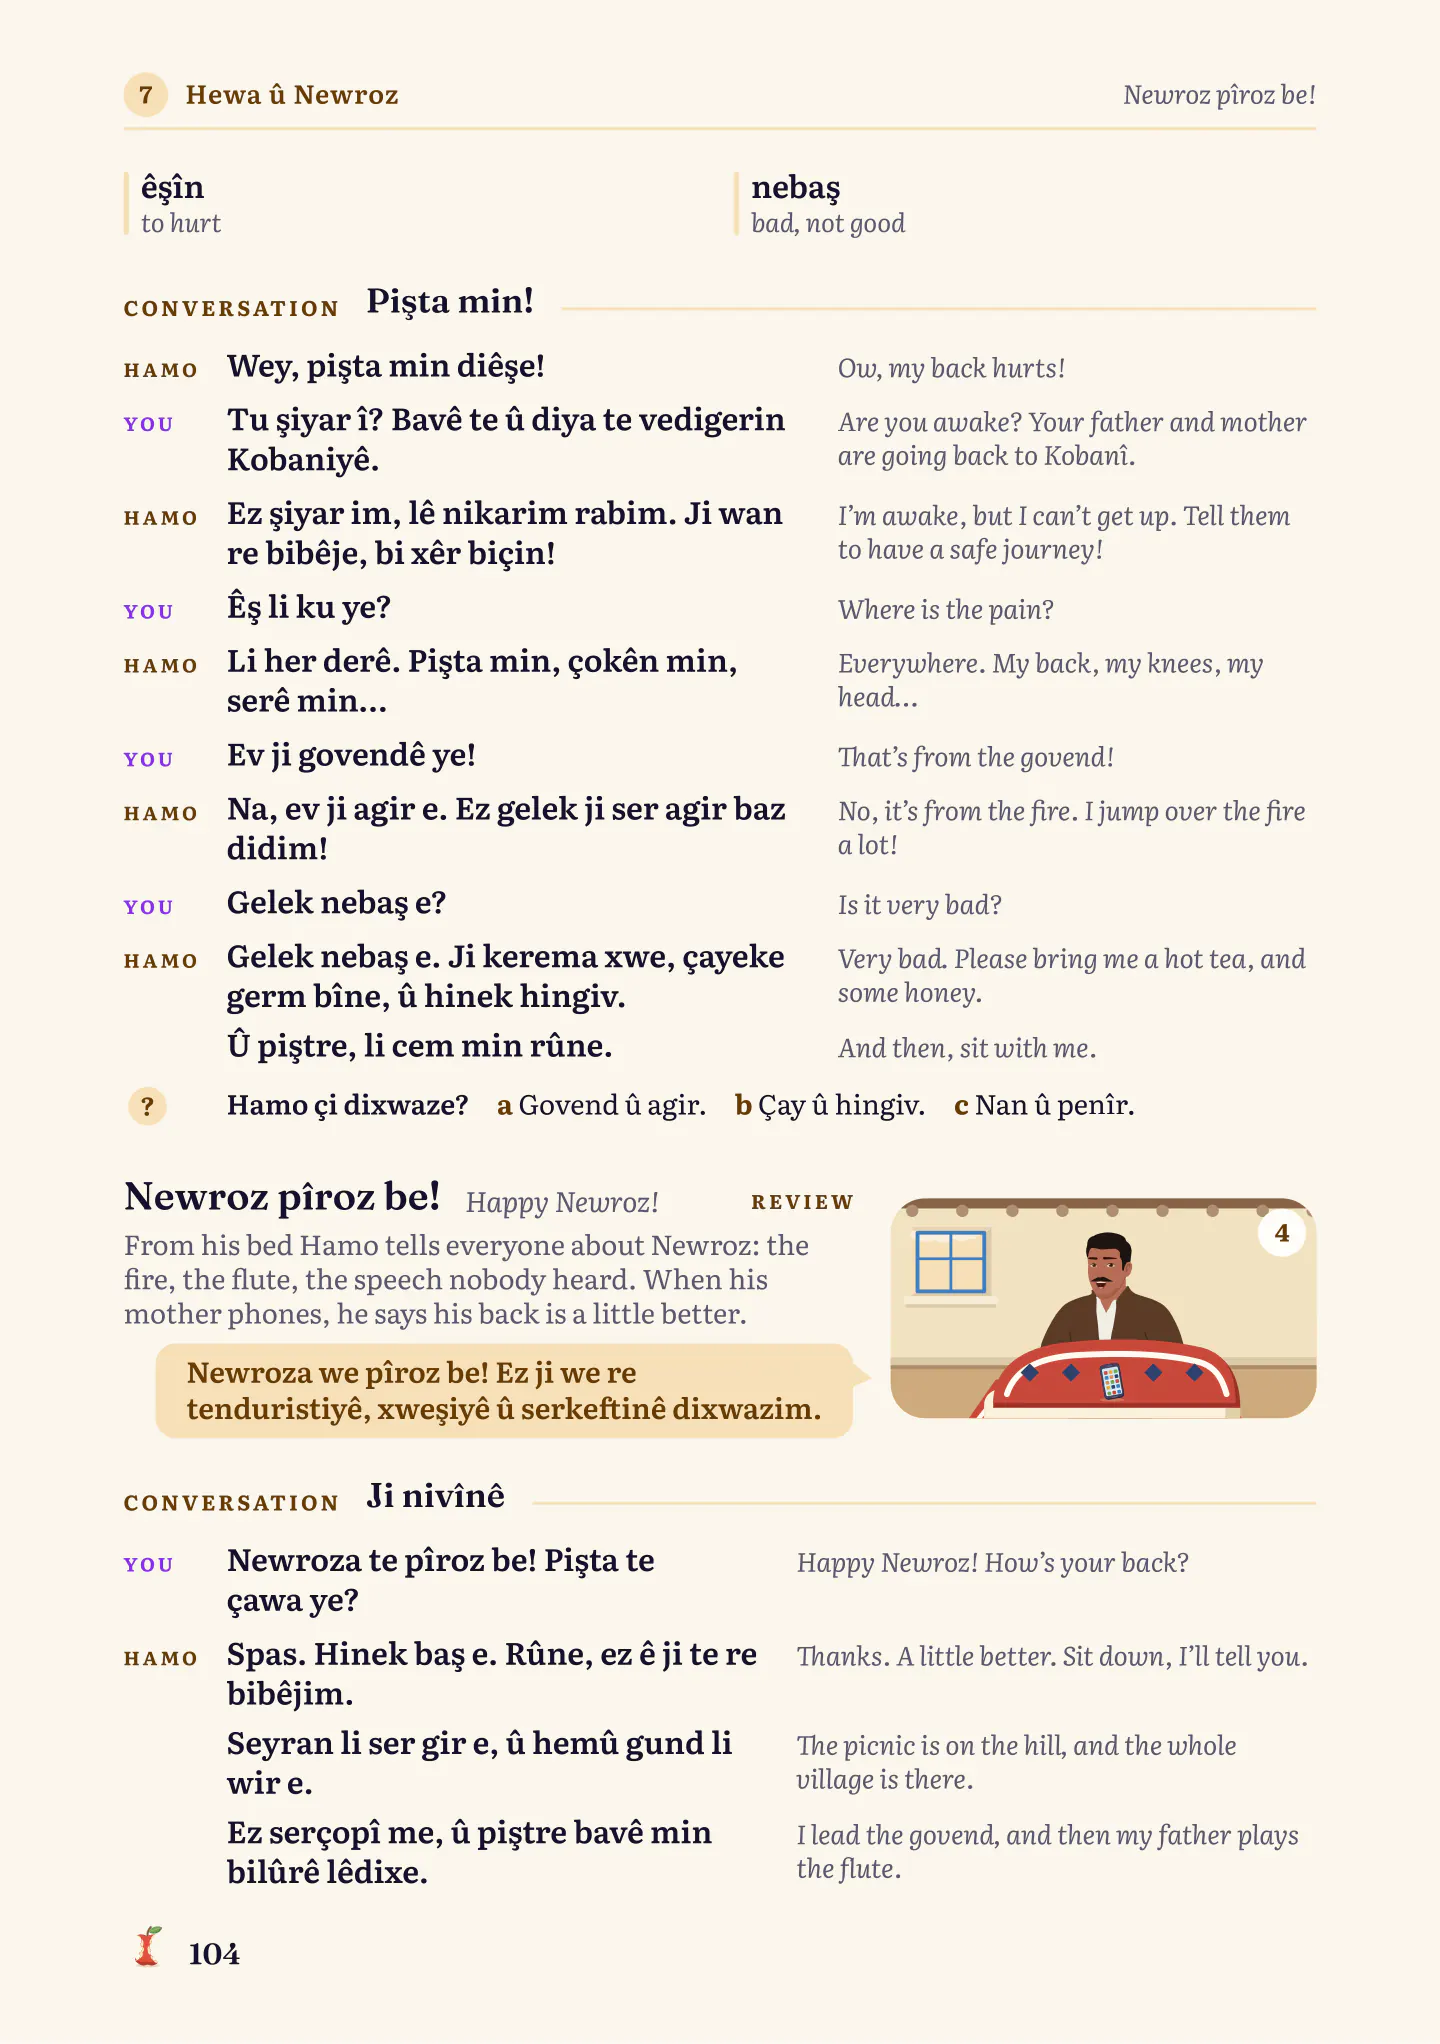 7 Hewa û Newroz
Newroz pîroz be!
êşîn
to hurt
nebaş
bad, not good
CONVERSATION Pişta min!
HAMO Wey, pişta min diêşe!
Ow, my back hurts!
YOU Tu şiyar î? Bavê te û diya te vedigerin
Kobaniyê.
Are you awake? Your father and mother
are going back to Kobanî.
HAMO Ez şiyar im, lê nikarim rabim. Ji wan
re bibêje, bi xêr biçin!
I'm awake, but I can't get up. Tell them
to have a safe journey!
YOU Êş li ku ye?
Where is the pain?
HAMO Li her derê. Pişta min, çokên min,
serê min…
Everywhere. My back, my knees, my
head…
YOU Ev ji govendê ye!
That's from the govend!
HAMO Na, ev ji agir e. Ez gelek ji ser agir baz
didim!
No, it's from the fire. I jump over the fire
a lot!
YOU Gelek nebaş e?
Is it very bad?
HAMO Gelek nebaş e. Ji kerema xwe, çayeke
germ bîne, û hinek hingiv.
Very bad. Please bring me a hot tea, and
some honey.
Û piştre, li cem min rûne.
And then, sit with me.
? Hamo çi dixwaze? a Govend û agir. b Çay û hingiv. c Nan û penîr.
Newroz pîroz be! Happy Newroz! REVIEW
4
From his bed Hamo tells everyone about Newroz: the
fire, the flute, the speech nobody heard. When his
mother phones, he says his back is a little better.
Newroza we pîroz be! Ez ji we re
tenduristiyê, xweşiyê û serkeftinê dixwazim.
CONVERSATION Ji nivînê
YOU Newroza te pîroz be! Pişta te
çawa ye?
Happy Newroz! How's your back?
HAMO Spas. Hinek baş e. Rûne, ez ê ji te re
bibêjim.
Thanks. A little better. Sit down, I'll tell you.
Seyran li ser gir e, û hemû gund li
wir e.
The picnic is on the hill, and the whole
village is there.
Ez serçopî me, û piştre bavê min
bilûrê lêdixe.
I lead the govend, and then my father plays
the flute.
104